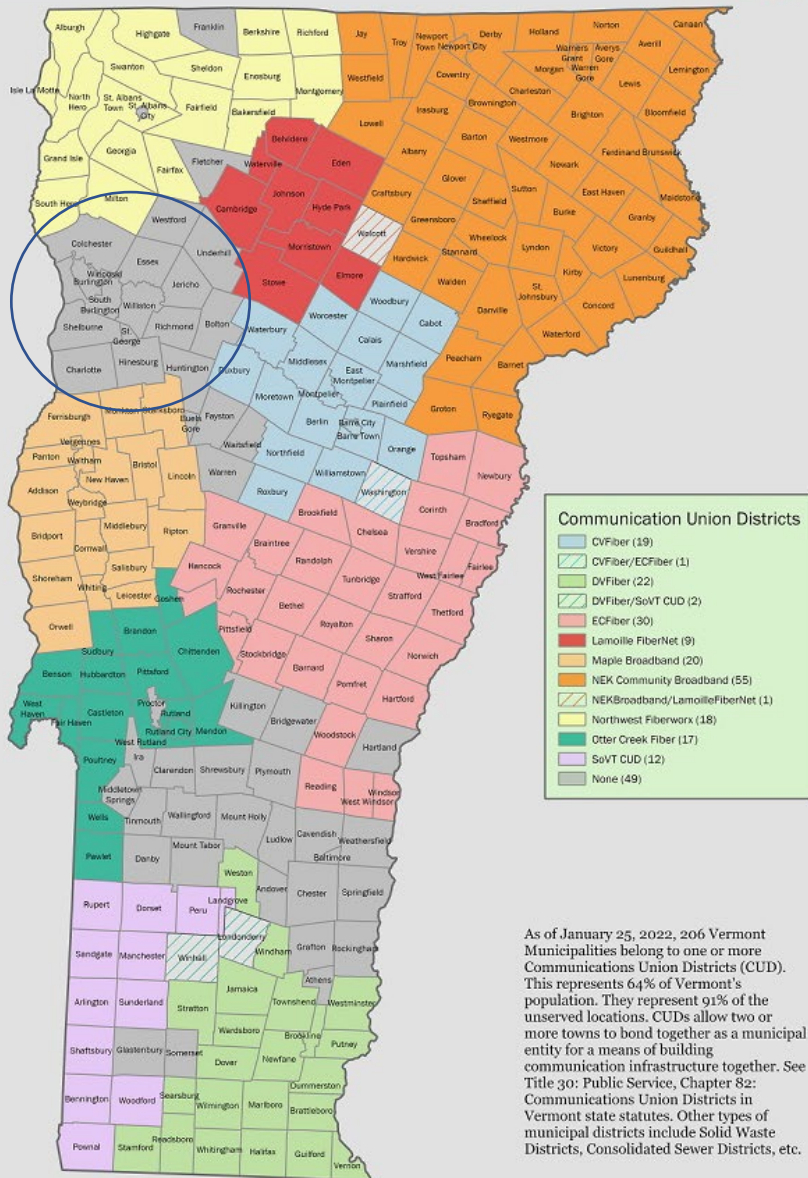 Alburgh
Highgate
Franklin
Berkshire
Richford
Jay
Troy
Newport
Town
Newport City
Derby
Holland
Norton
Canaan
Warners
Grant
Averys
Gore
Averill
Lemington
Isle La Motte
Swanton
Sheldon
Enosburg
Montgomery
Westfield
Coventry
Morgan
Warren
Gore
Lewis
North
Hero
St. Albans
Town
St. Albans
City
Fairfield
Bakersfield
Lowell
Irasburg
Brownington
Charleston
Brighton
Bloomfield
Grand Isle
Georgia
Fairfax
Fletcher
Belvidere
Waterville
Eden
Albany
Barton
Westmore
Newark
Ferdinand
Brunswick
South Hero
Milton
Westford
Cambridge
Johnson
Hyde Park
Craftsbury
Glover
Sheffield
Sutton
Burke
East Haven
Maidstone
Granby
Colchester
Essex
Underhill
Morristown
Wolcott
Greensboro
Wheelock
Stannard
Lyndon
Victory
Guildhall
Winooski
Burlington
Jericho
Stowe
Elmore
Hardwick
Walden
Kirby
Lunenburg
South
Burlington
Williston
St.
Johnsbury
Concord
Shelburne
St.
George
Richmond
Bolton
Waterbury
Worcester
Woodbury
Cabot
Danville
Waterford
Charlotte
Hinesburg
Huntington
Duxbury
Middlesex
Calais
Marshfield
Peacham
Barnet
East
Montpelier
Montpelier
Plainfield
Moretown
Berlin
Barre City
Barre Town
Groton
Ryegate
Ferrisburgh
Monkton
Starksboro
Buels
Gore
Fayston
Waitsfield
Northfield
Orange
Topsham
Newbury
Vergennes
Panton
Waltham
New Haven
Bristol
Lincoln
Warren
Roxbury
Williamstown
Washington
Corinth
Bradford
Addison
Weybridge
Middlebury
Ripton
Granville
Brookfield
Chelsea
Bridport
Cornwall
Salisbury
Hancock
Braintree
Randolph
Vershire
West Fairlee
Fairlee
Shoreham
Whiting
Leicester
Goshen
Rochester
Tunbridge
Strafford
Thetford
Orwell
Brandon
Bethel
Royalton
Sharon
Norwich
Sudbury
Hubbardton
Pittsford
Chittenden
Pittsfield
Stockbridge
Barnard
Pomfret
Hartford
Benson
West
Haven
Fair Haven
Castleton
Proctor
Rutland
Rutland City
Mendon
West Rutland
Killington
Bridgewater
Woodstock
Hartland
Poultney
Ira
Clarendon
Shrewsbury
Plymouth
Reading
West Windsor
Windsor
Middletown
Springs
Wells
Tinmouth
Wallingford
Mount Holly
Ludlow
Cavendish
Weathersfield
Baltimore
Pawlet
Danby
Mount Tabor
Weston
Andover
Chester
Springfield
Rupert
Dorset
Peru
Landgrove
Londonderry
Windham
Grafton
Rockingham
Sandgate
Manchester
Winhall
Athens
Arlington
Sunderland
Stratton
Jamaica
Townshend
Westminster
Wardsboro
Brookline
Putney
Shaftsbury
Glastenbury
Somerset
Dover
Newfane
Dummerston
Bennington
Woodford
Searsburg
Wilmington
Marlboro
Brattleboro
Pownal
Stamford
Readsboro
Whitingham
Halifax
Guilford
Vernon
Communication Union Districts
CVFiber (19)
CVFiber/ECFiber (1)
DVFiber (22)
DVFiber/SoVT CUD (2)
ECFiber (30)
Lamoille FiberNet (9)
Maple Broadband (20)
NEK Community Broadband (55)
NEKBroadband/LamoilleFiberNet (1)
Northwest Fiberworx (18)
Otter Creek Fiber (17)
SoVT CUD (12)
None (49)
As of January 25, 2022, 206 Vermont
Municipalities belong to one or more
Communications Union Districts (CUD).
This represents 64% of Vermont's
population. They represent 91% of the
unserved locations. CUDs allow two or
more towns to bond together as a municipal
entity for a means of building
communication infrastructure together. See
Title 30: Public Service, Chapter 82:
Communications Union Districts in
Vermont state statutes. Other types of
municipal districts include Solid Waste
Districts, Consolidated Sewer Districts, etc.